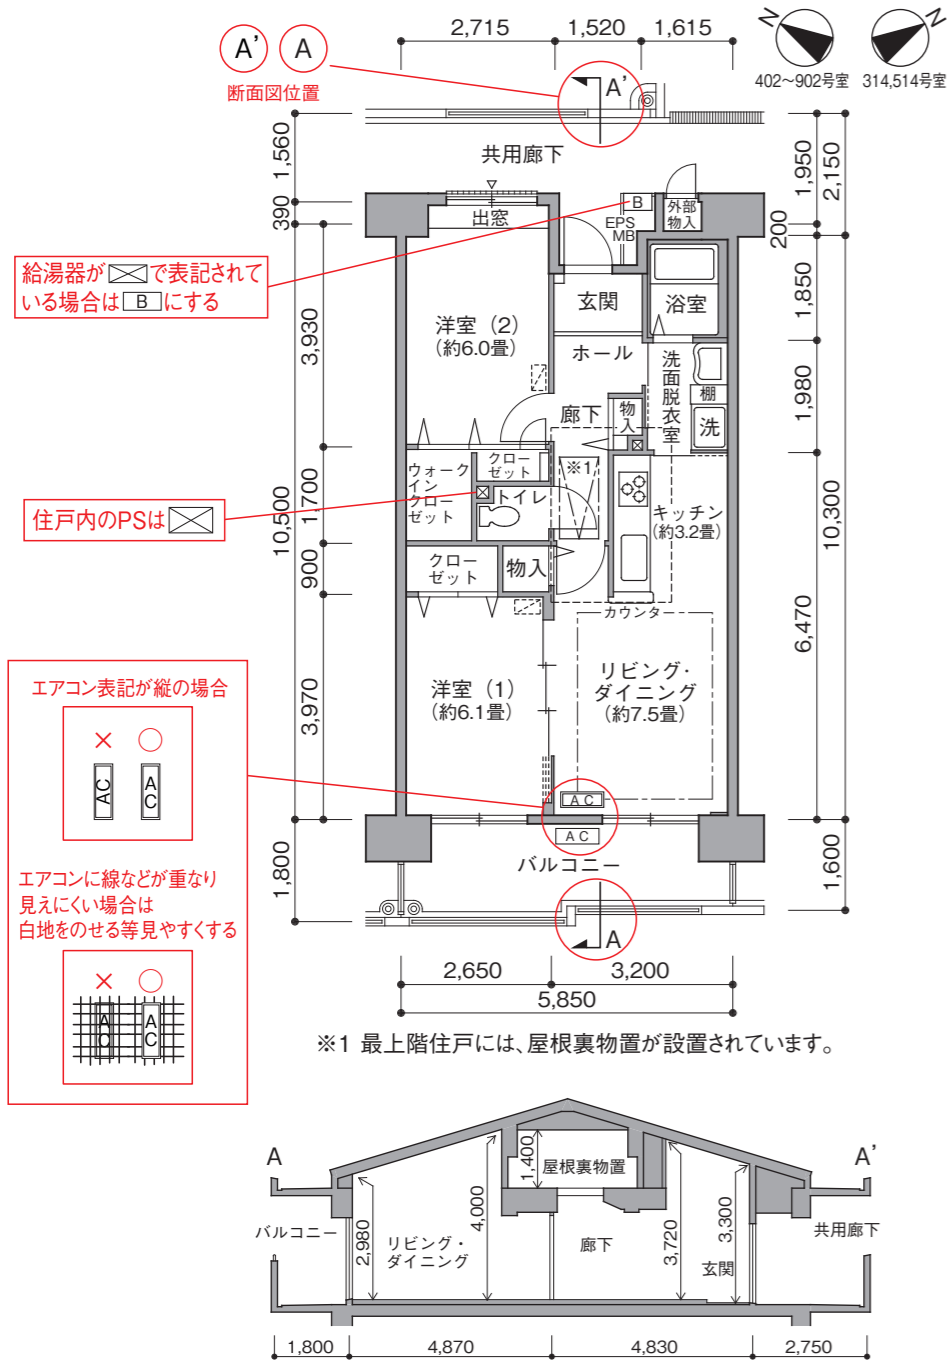 A' A
断面図位置
2,715
1,520
1,615
N
402～902号室
N
314,514号室
A'
共用廊下
1,560
390
1,950
2,150
200
B
外部
物入
EPS
MB
出窓
給湯器が で表記されて
いる場合は B にする
玄関
浴室
1,850
洋室（2）
（約6.0畳）
3,930
ホール
洗面脱衣室
棚
洗
1,980
廊下
物入
ウォーク
イン
クローゼット
クロー
ゼット
トイレ
※1
キッチン
（約3.2畳）
住戸内のPSは
10,500
1,700
10,300
900
クロー
ゼット
物入
カウンター
6,470
リビング・
ダイニング
（約7.5畳）
洋室（1）
（約6.1畳）
3,970
エアコン表記が縦の場合
× ○
AC
AC
AC
AC
バルコニー
1,800
1,600
エアコンに線などが重なり
見えにくい場合は
白地をのせる等見やすくする
× ○
AC
AC
A
2,650
3,200
5,850
※1 最上階住戸には、屋根裏物置が設置されています。
A
A'
1,400
屋根裏物置
バルコニー
2,980
リビング・
ダイニング
4,000
廊下
3,720
玄関
3,300
共用廊下
1,800
4,870
4,830
2,750